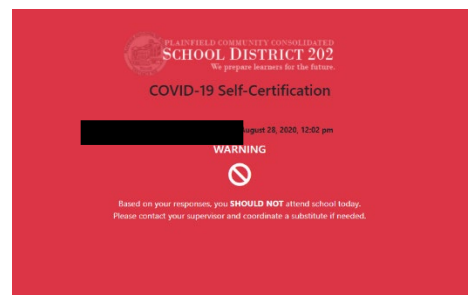 PLAINFIELD COMMUNITY CONSOLIDATED
SCHOOL DISTRICT 202
We prepare learners for the future.
COVID-19 Self-Certification
August 28, 2020, 12:02 pm
WARNING
Based on your responses, you SHOULD NOT attend school today.
Please contact your supervisor and coordinate a substitute if needed.